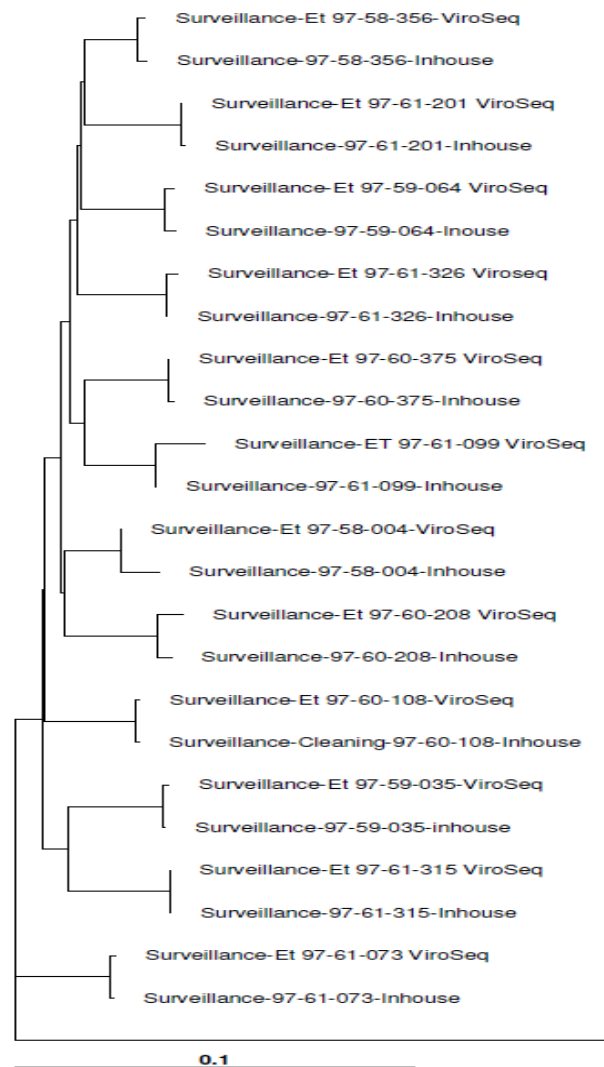 Surveillance-Et 97-58-356-ViroSeq
Surveillance-97-58-356-Inhouse
Surveillance-Et 97-61-201 ViroSeq
Surveillance-97-61-201-Inhouse
Surveillance-Et 97-59-064 ViroSeq
Surveillance-97-59-064-Inouse
Surveillance-Et 97-61-326 Viroseq
Surveillance-97-61-326-Inhouse
Surveillance-Et 97-60-375 ViroSeq
Surveillance-97-60-375-Inhouse
Surveillance-ET 97-61-099 ViroSeq
Surveillance-97-61-099-Inhouse
Surveillance-Et 97-58-004-ViroSeq
Surveillance-97-58-004-Inhouse
Surveillance-Et 97-60-208 ViroSeq
Surveillance-97-60-208-Inhouse
Surveillance-Et 97-60-108-ViroSeq
Surveillance-Cleaning-97-60-108-Inhouse
Surveillance-Et 97-59-035-ViroSeq
Surveillance-97-59-035-inhouse
Surveillance-Et 97-61-315 ViroSeq
Surveillance-97-61-315-Inhouse
Surveillance-Et 97-61-073 ViroSeq
Surveillance-97-61-073-Inhouse
0.1